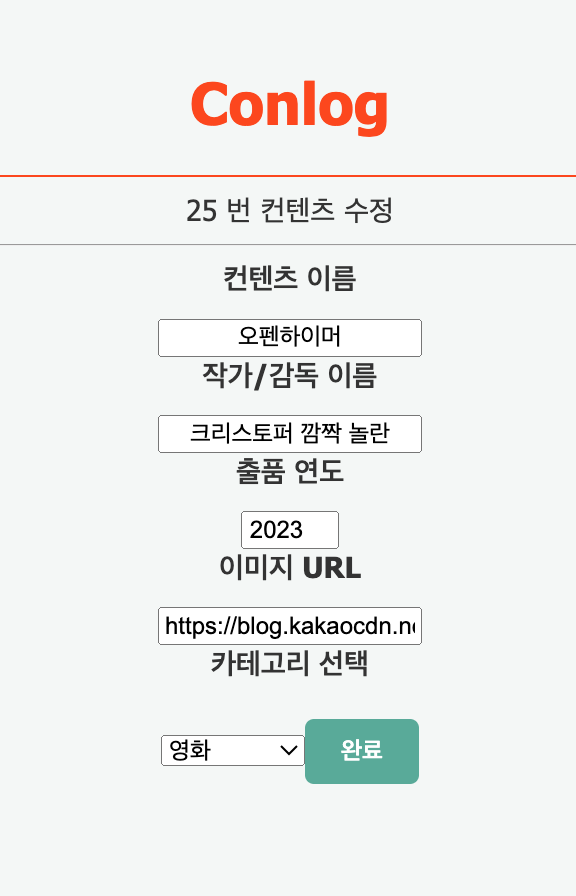 Conlog
25 번 컨텐츠 수정
컨텐츠 이름
오펜하이머
작가/감독 이름
크리스토퍼 깜짝 놀란
출품 연도
2023
이미지 URL
https://blog.kakaocdn.ne
카테고리 선택
영화 완료